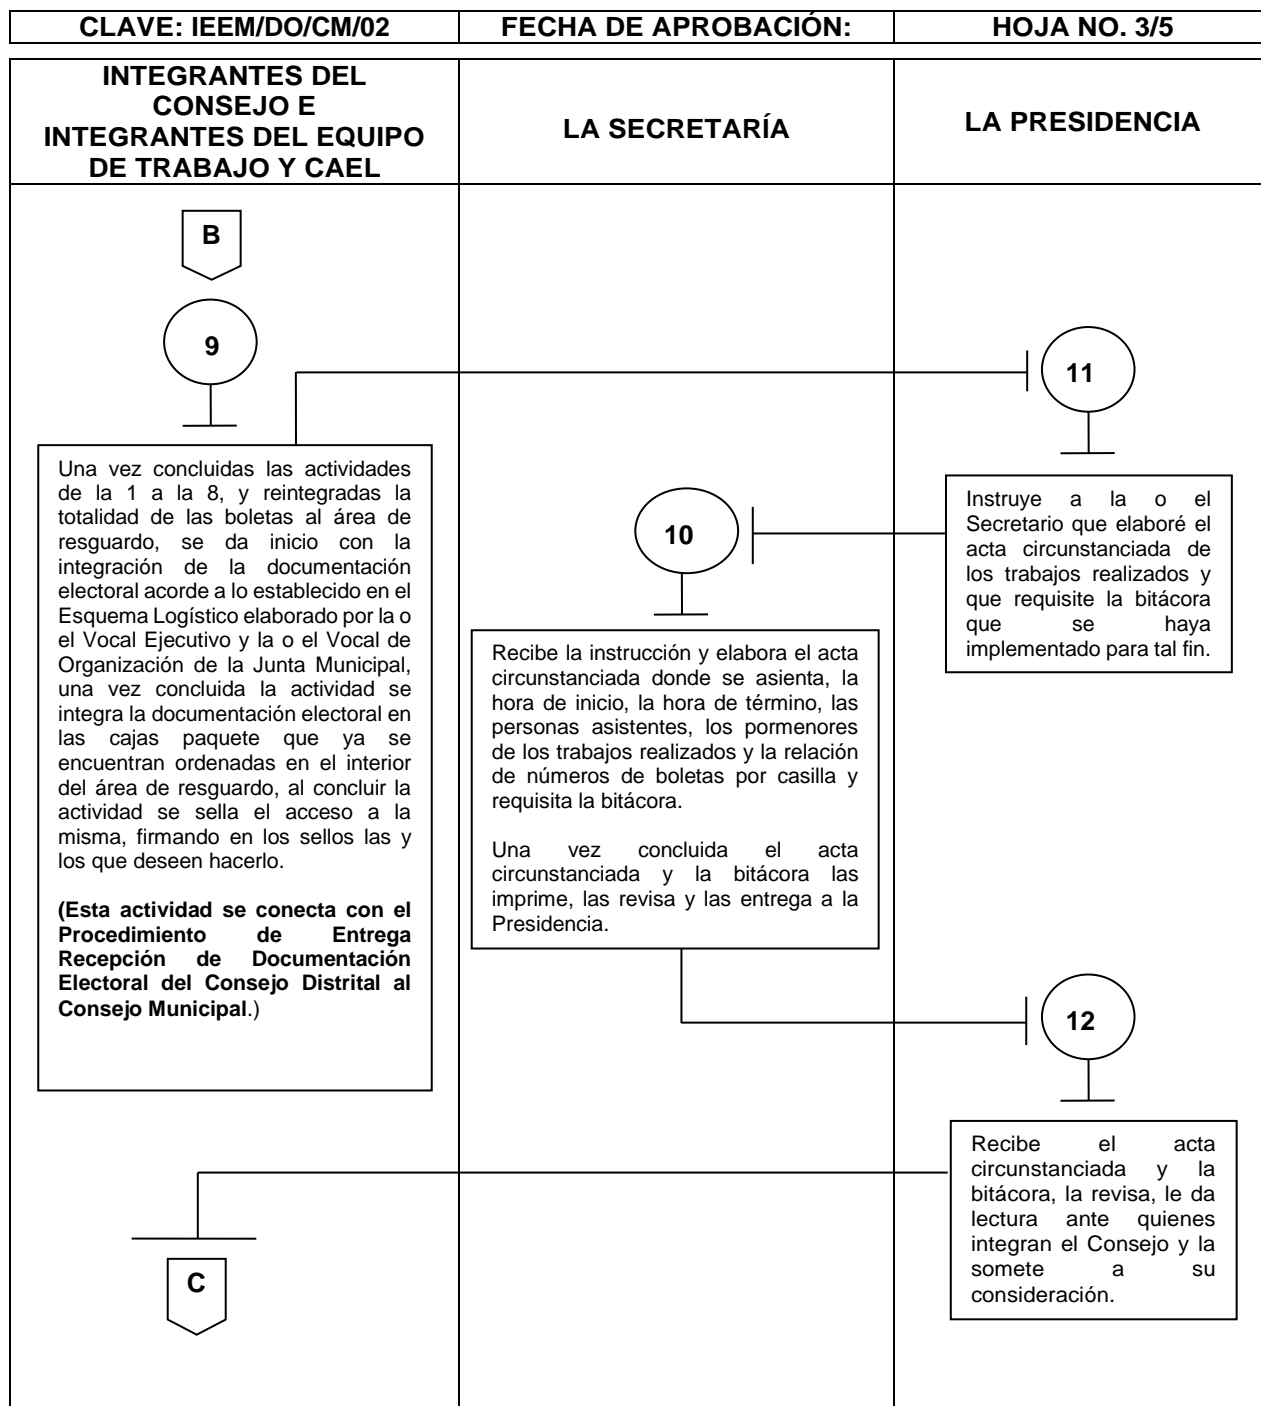 CLAVE: IEEM/DO/CM/02
FECHA DE APROBACIÓN:
HOJA NO. 3/5
INTEGRANTES DEL
CONSEJO E
INTEGRANTES DEL EQUIPO
DE TRABAJO Y CAEL
LA SECRETARÍA
LA PRESIDENCIA
B
9
Una vez concluidas las actividades
de la 1 a la 8, y reintegradas la
totalidad de las boletas al área de
resguardo, se da inicio con la
integración de la documentación
electoral acorde a lo establecido en el
Esquema Logístico elaborado por la o
el Vocal Ejecutivo y la o el Vocal de
Organización de la Junta Municipal,
una vez concluida la actividad se
integra la documentación electoral en
las cajas paquete que ya se
encuentran ordenadas en el interior
del área de resguardo, al concluir la
actividad se sella el acceso a la
misma, firmando en los sellos las y
los que deseen hacerlo.
(Esta actividad se conecta con el
Procedimiento de Entrega
Recepción de Documentación
Electoral del Consejo Distrital al
Consejo Municipal.)
11
Instruye a la o el
Secretario que elaboré el
acta circunstanciada de
los trabajos realizados y
que requisite la bitácora
que se haya
implementado para tal fin.
10
Recibe la instrucción y elabora el acta
circunstanciada donde se asienta, la
hora de inicio, la hora de término, las
personas asistentes, los pormenores
de los trabajos realizados y la relación
de números de boletas por casilla y
requisita la bitácora.
Una vez concluida el acta
circunstanciada y la bitácora las
imprime, las revisa y las entrega a la
Presidencia.
12
Recibe el acta
circunstanciada y la
bitácora, la revisa, le da
lectura ante quienes
integran el Consejo y la
somete a su
consideración.
C